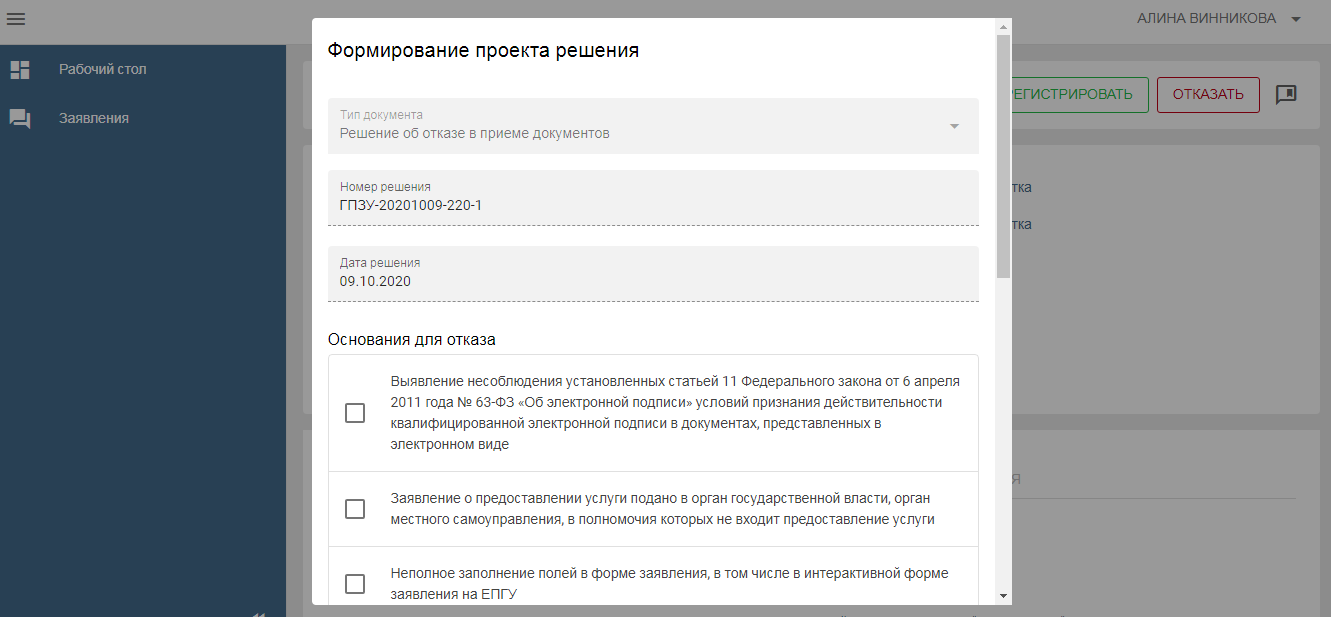 АЛИНА ВИННИКОВА
Рабочий стол
Заявления
Формирование проекта решения
ОТКАЗАТЬ
Тип документа
Решение об отказе в приеме документов
Номер решения
ГПЗУ-20201009-220-1
Дата решения
09.10.2020
Основания для отказа
Выявление несоблюдения установленных статьей 11 Федерального закона от 6 апреля
2011 года № 63-ФЗ «Об электронной подписи» условий признания действительности
квалифицированной электронной подписи в документах, представленных в
электронном виде
Заявление о предоставлении услуги подано в орган государственной власти, орган
местного самоуправления, в полномочия которых не входит предоставление услуги
Неполное заполнение полей в форме заявления, в том числе в интерактивной форме
заявления на ЕПГУ